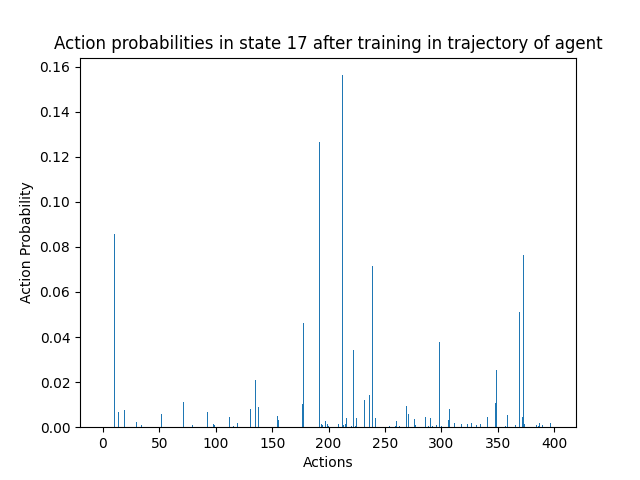 Action probabilities in state 17 after training in trajectory of agent
0.16
0.14
0.12
0.10
0.08
0.06
0.04
0.02
0.00
Action Probability
0 50 100 150 200 250 300 350 400
Actions